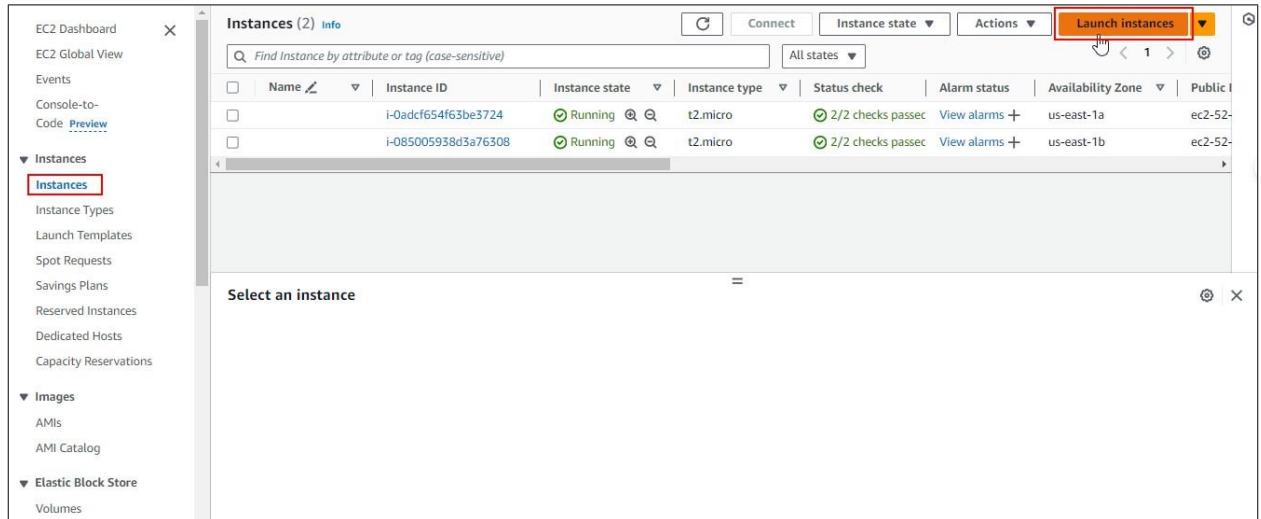 EC2 Dashboard
EC2 Global View
Events
Console-to-
Code Preview
Instances
Instances
Instance Types
Launch Templates
Spot Requests
Savings Plans
Reserved Instances
Dedicated Hosts
Capacity Reservations
Images
AMIs
AMI Catalog
Elastic Block Store
Volumes
Instances (2) Info
Connect Instance state Actions Launch instances
Find Instance by attribute or tag (case-sensitive) All states 1
Name Instance ID Instance state Instance type Status check Alarm status Availability Zone Public I
i-0adcf654f63be3724 Running t2.micro 2/2 checks passec View alarms + us-east-1a ec2-52-
i-085005938d3a76308 Running t2.micro 2/2 checks passec View alarms + us-east-1b ec2-52-
Select an instance